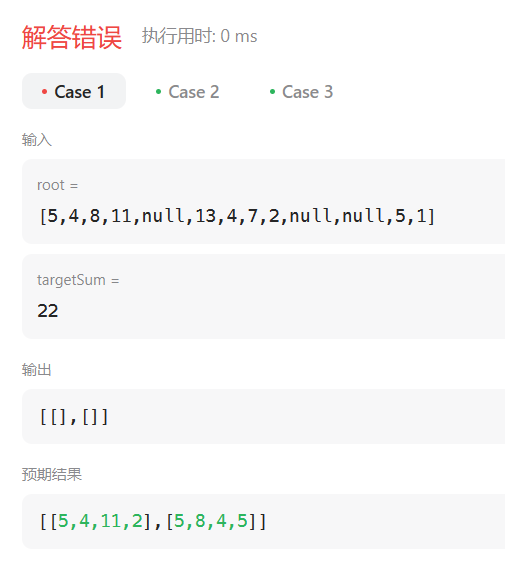 解答错误 执行用时: 0 ms
Case 1 Case 2 Case 3
输入
root =
[5,4,8,11,null,13,4,7,2,null,null,5,1]
targetSum =
22
输出
[[],[]]
预期结果
[[5,4,11,2],[5,8,4,5]]